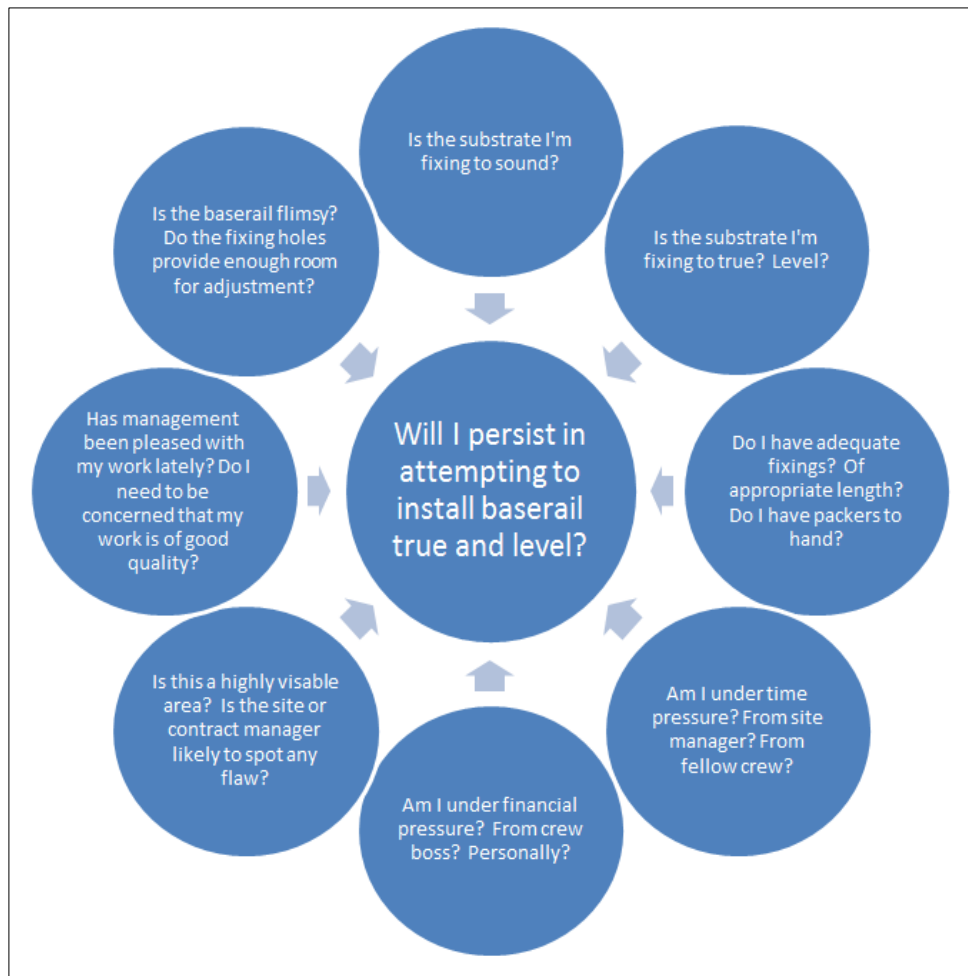 Is the substrate I'm
fixing to sound?
Is the substrate I'm
fixing to true?  Level?
Do I have adequate
fixings?  Of
appropriate length?
Do I have packers to
hand?
Am I under time
pressure? From site
manager? From
fellow crew?
Am I under financial
pressure?  From crew
boss?  Personally?
Is this a highly visable
area?  Is the site or
contract manager
likely to spot any
flaw?
Has management
been pleased with
my work lately? Do I
need to be
concerned that my
work is of good
quality?
Is the baserail flimsy?
Do the fixing holes
provide enough room
for adjustment?
Will I persist in
attempting to
install baserail
true and level?